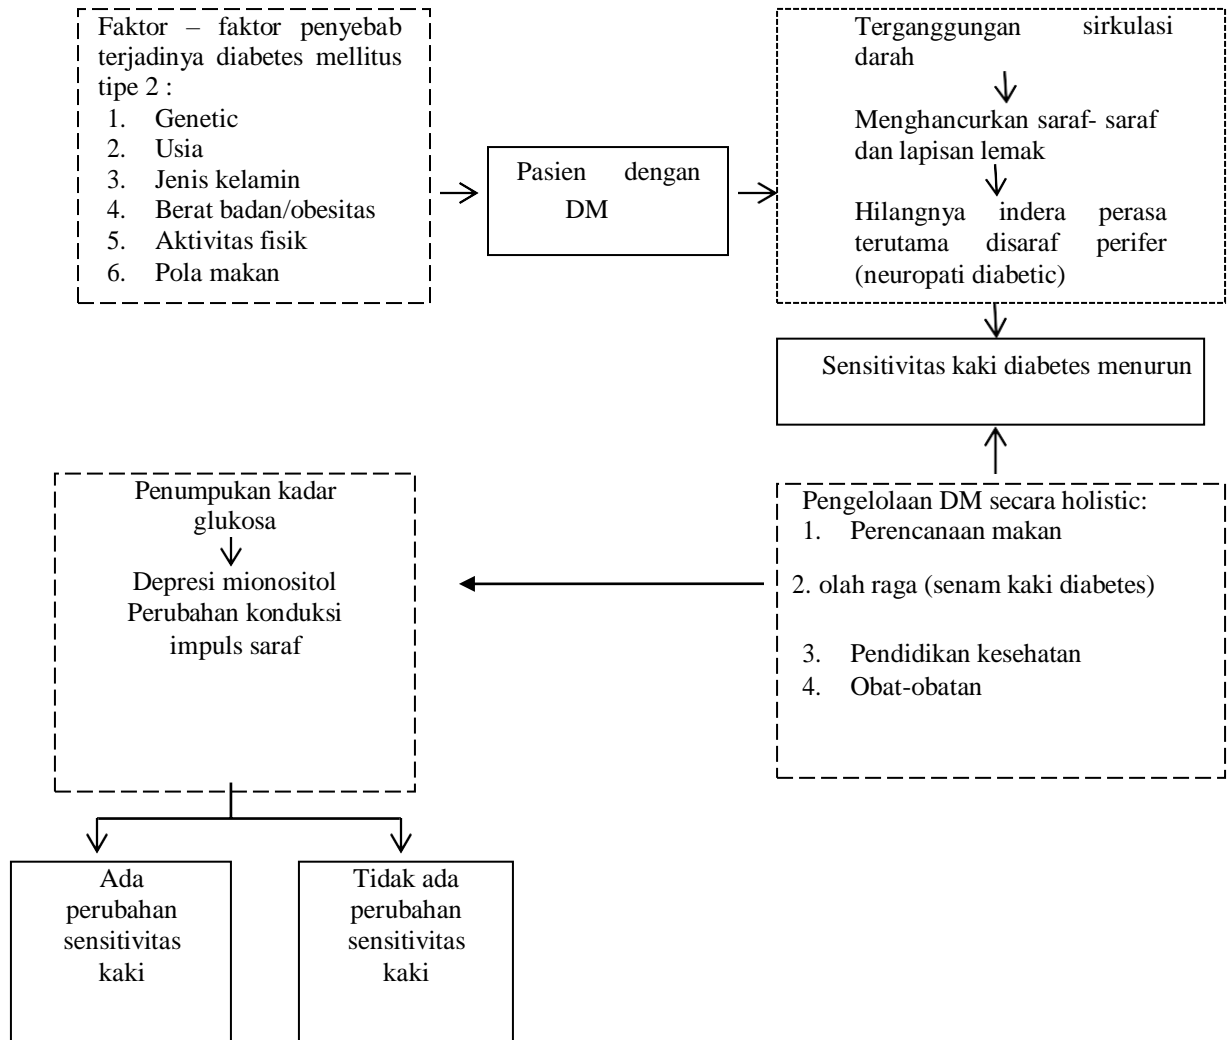 Faktor – faktor penyebab
terjadinya diabetes mellitus
tipe 2 :
1. Genetic
2. Usia
3. Jenis kelamin
4. Berat badan/obesitas
5. Aktivitas fisik
6. Pola makan
Pasien dengan
DM
Terganggungan sirkulasi
darah
Menghancurkan saraf- saraf
dan lapisan lemak
Hilangnya indera perasa
terutama disaraf perifer
(neuropati diabetic)
Sensitivitas kaki diabetes menurun
Pengelolaan DM secara holistic:
1. Perencanaan makan
2. olah raga (senam kaki diabetes)
3. Pendidikan kesehatan
4. Obat-obatan
Penumpukan kadar
glukosa
Depresi mionositol
Perubahan konduksi
impuls saraf
Ada
perubahan
sensitivitas
kaki
Tidak ada
perubahan
sensitivitas
kaki